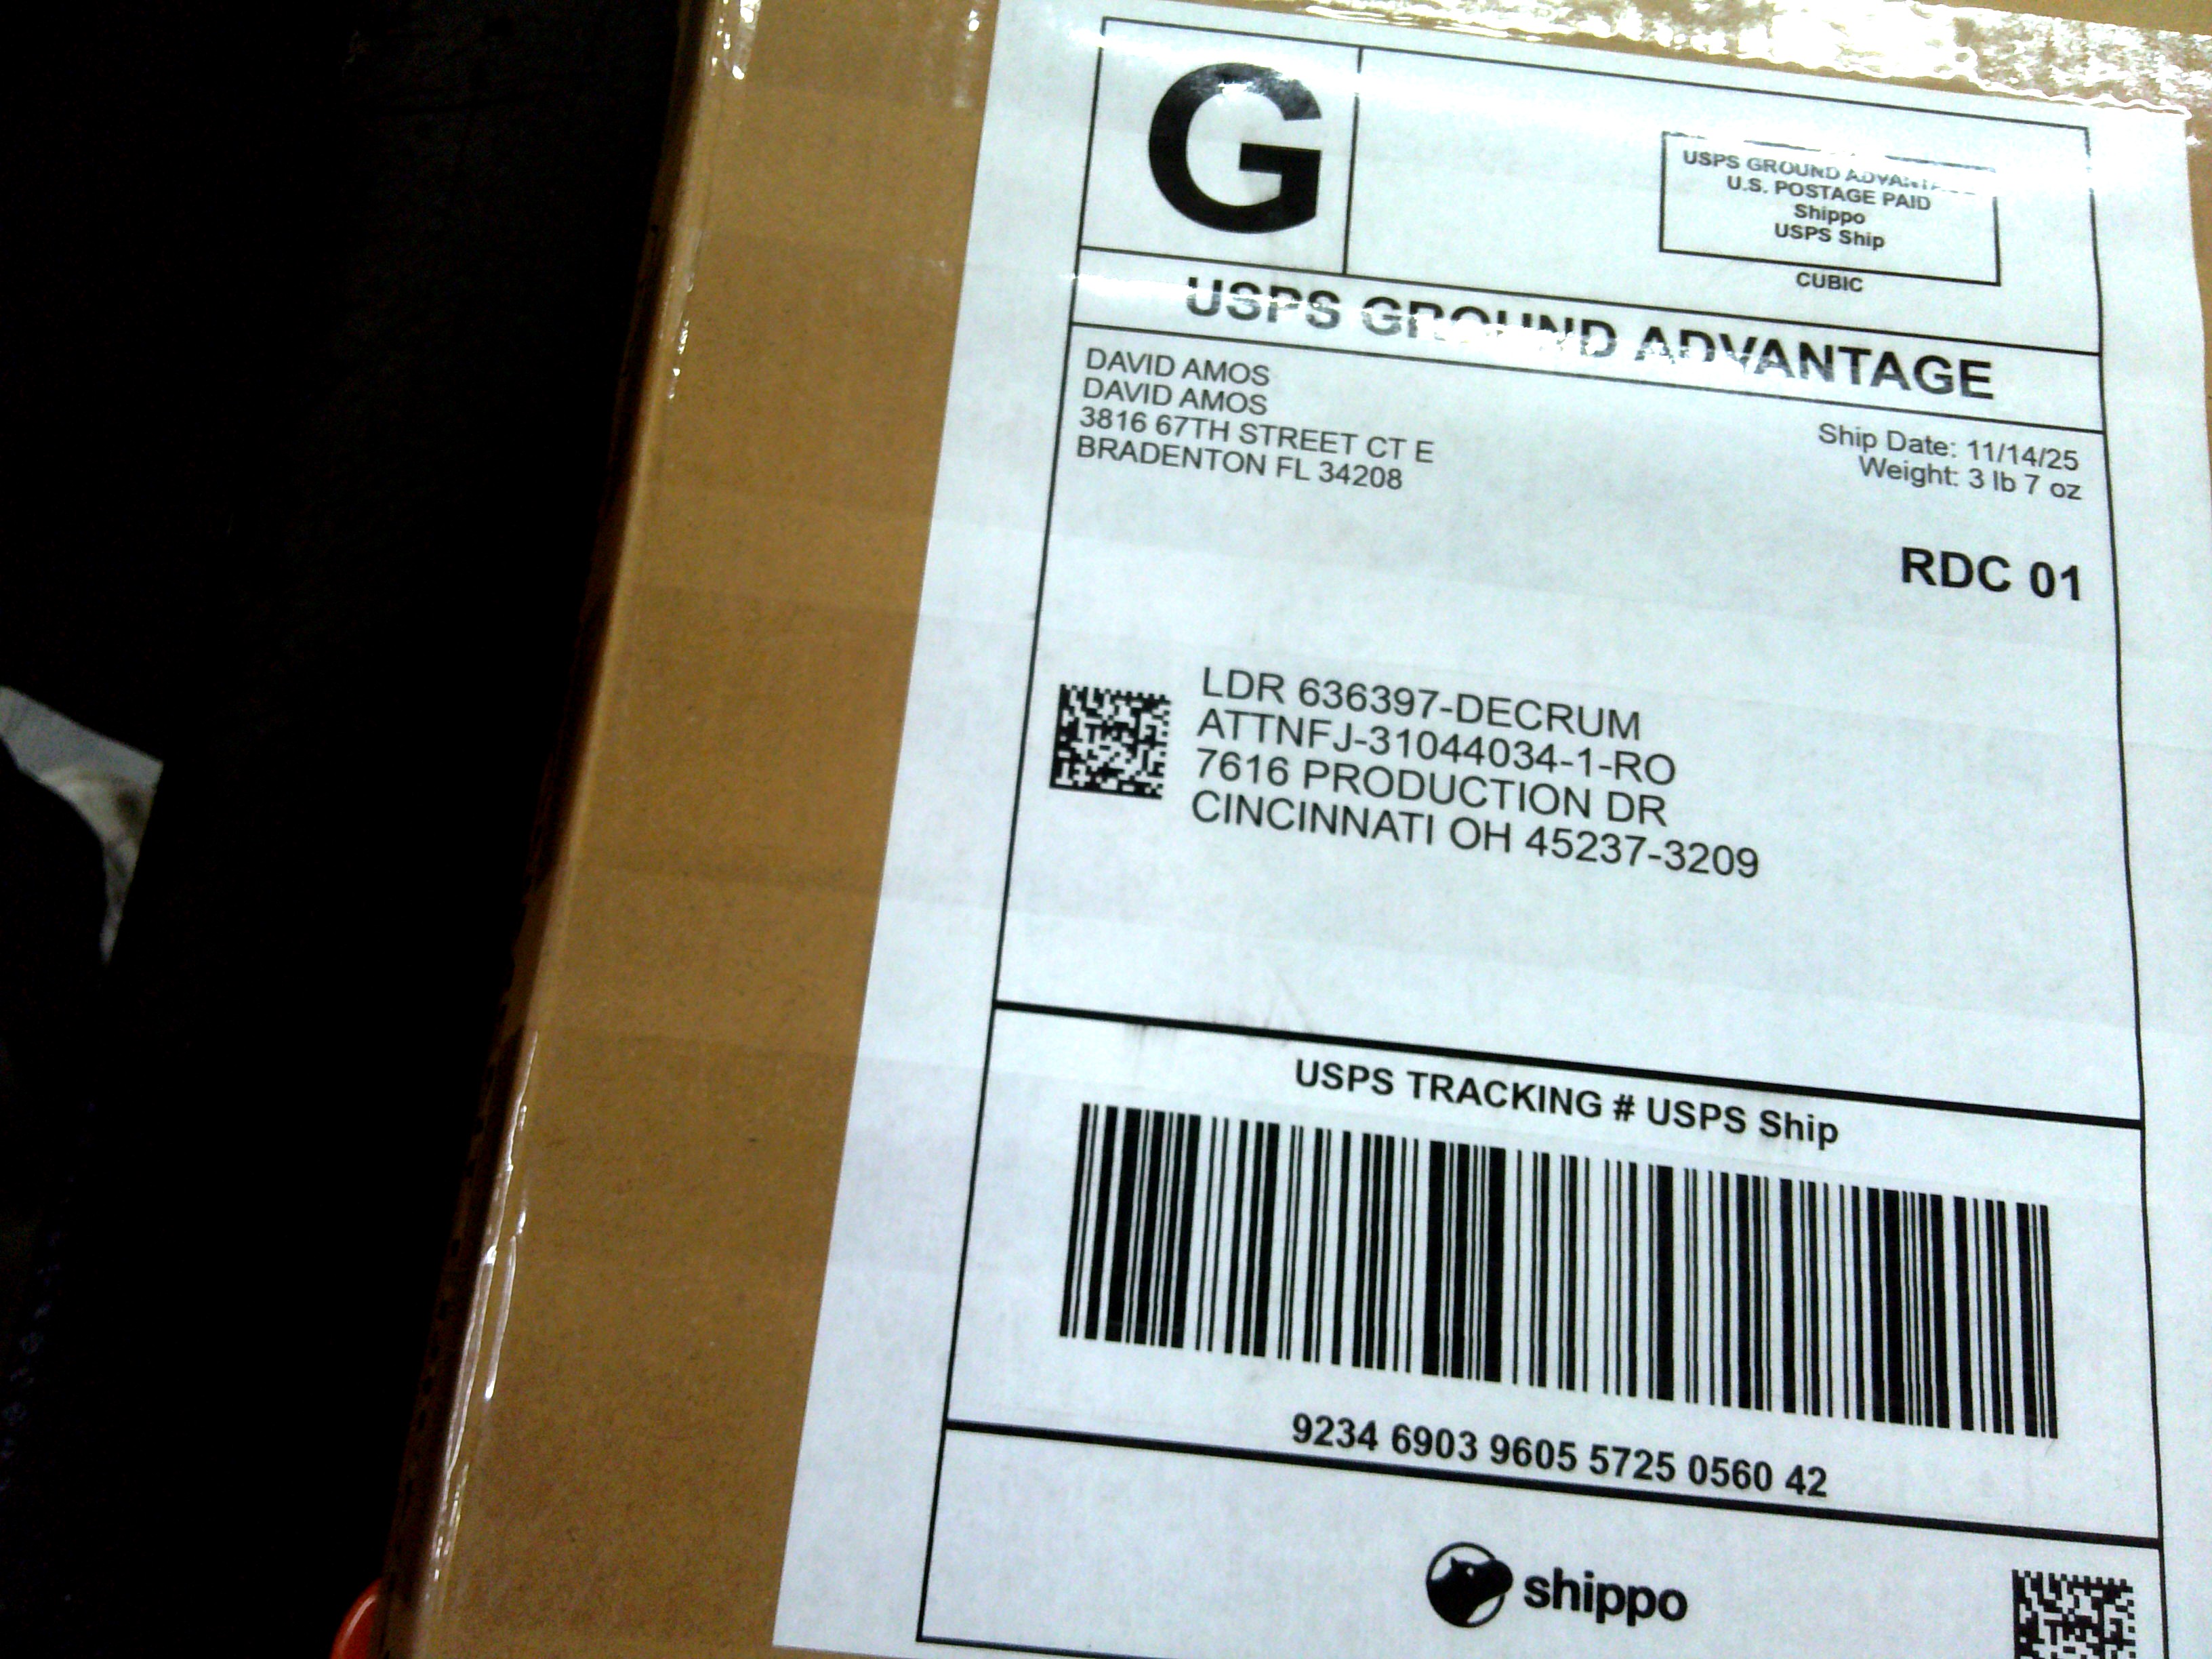 G
USPS GROUND ADVANTAGE
U.S. POSTAGE PAID
Shippo
USPS Ship
CUBIC
USPS GROUND ADVANTAGE
DAVID AMOS
DAVID AMOS
3816 67TH STREET CT E
BRADENTON FL 34208
Ship Date: 11/14/25
Weight: 3 lb 7 oz
RDC 01
LDR 636397-DECRUM
ATTNFJ-31044034-1-RO
7616 PRODUCTION DR
CINCINNATI OH 45237-3209
USPS TRACKING # USPS Ship
9234 6903 9605 5725 0560 42
shippo